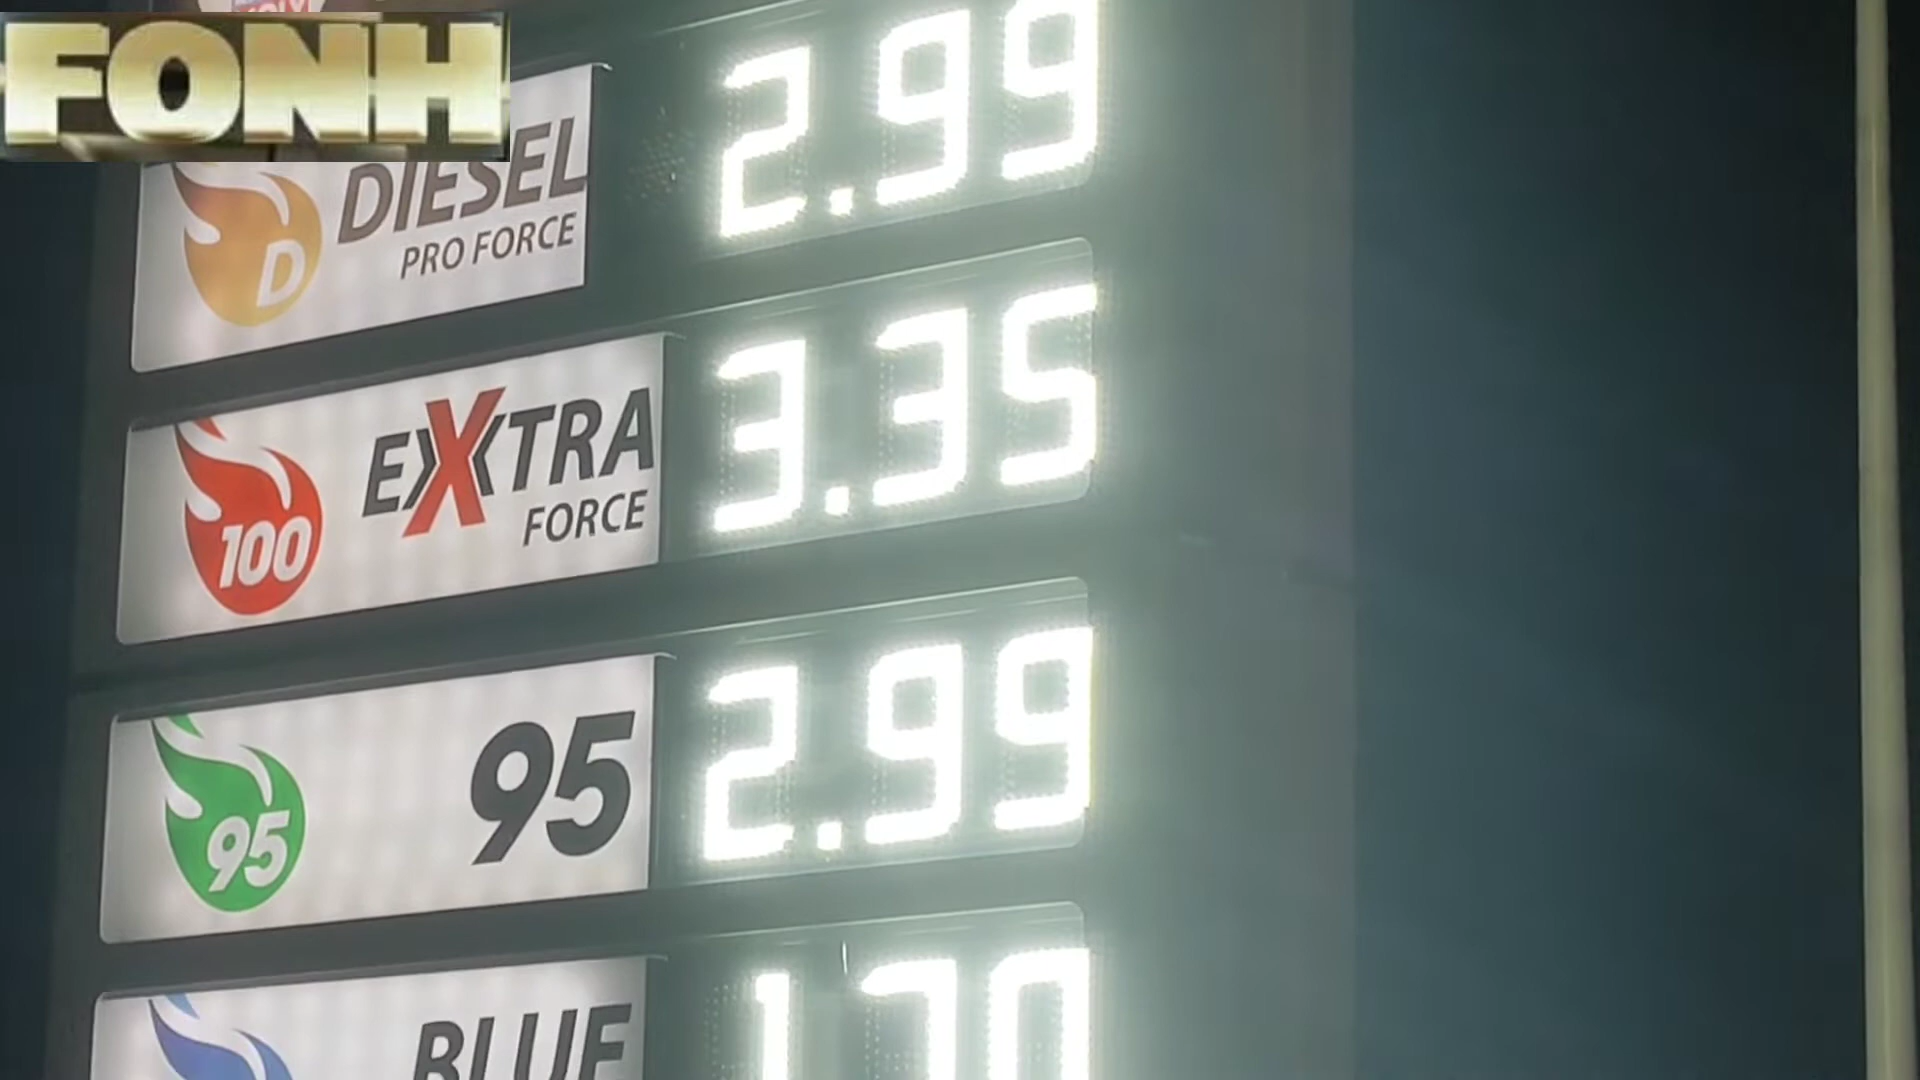 FONH
DIESEL
PRO FORCE
D
2.99
EXTRA
FORCE
100
3.35
95
95
2.99
BLUE